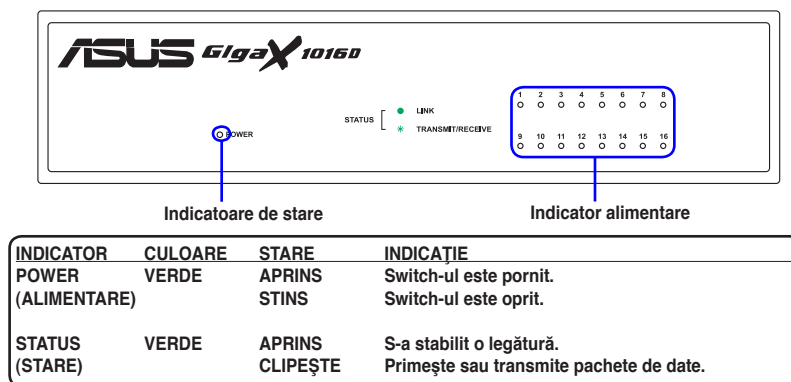 ASUS GigaX 1016D
STATUS LINK
TRANSMIT/RECEIVE
POWER
1 2 3 4 5 6 7 8
9 10 11 12 13 14 15 16
Indicatoare de stare
Indicator alimentare
INDICATOR CULOARE STARE INDICAŢIE
POWER VERDE APRINS Switch-ul este pornit.
(ALIMENTARE) STINS Switch-ul este oprit.
STATUS VERDE APRINS S-a stabilit o legătură.
(STARE) CLIPEŞTE Primeşte sau transmite pachete de date.